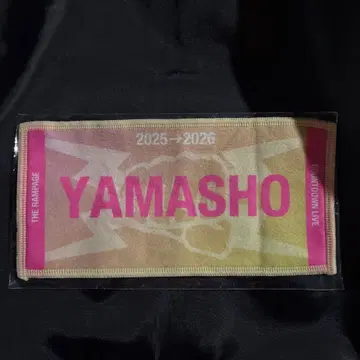 2025→2026
THE RAMPAGE
YAMASHO
COUNTDOWN LIVE